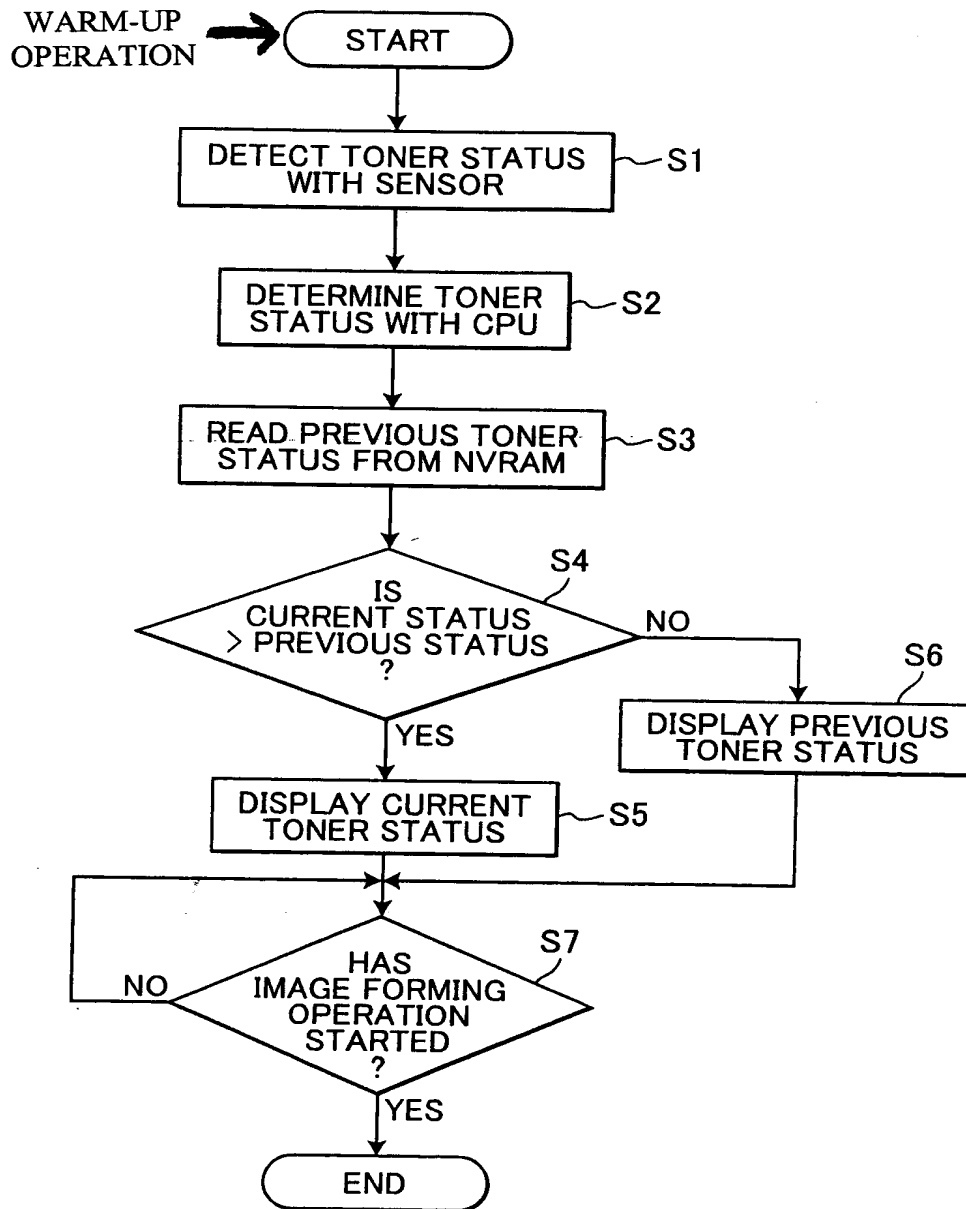 WARM-UP
OPERATION
START
DETECT TONER STATUS
WITH SENSOR
S1
DETERMINE TONER
STATUS WITH CPU
S2
READ PREVIOUS TONER
STATUS FROM NVRAM
S3
IS
CURRENT STATUS
> PREVIOUS STATUS
?
S4
NO
YES
S6
DISPLAY PREVIOUS
TONER STATUS
DISPLAY CURRENT
TONER STATUS
S5
HAS
IMAGE FORMING
OPERATION
STARTED
?
S7
NO
YES
END